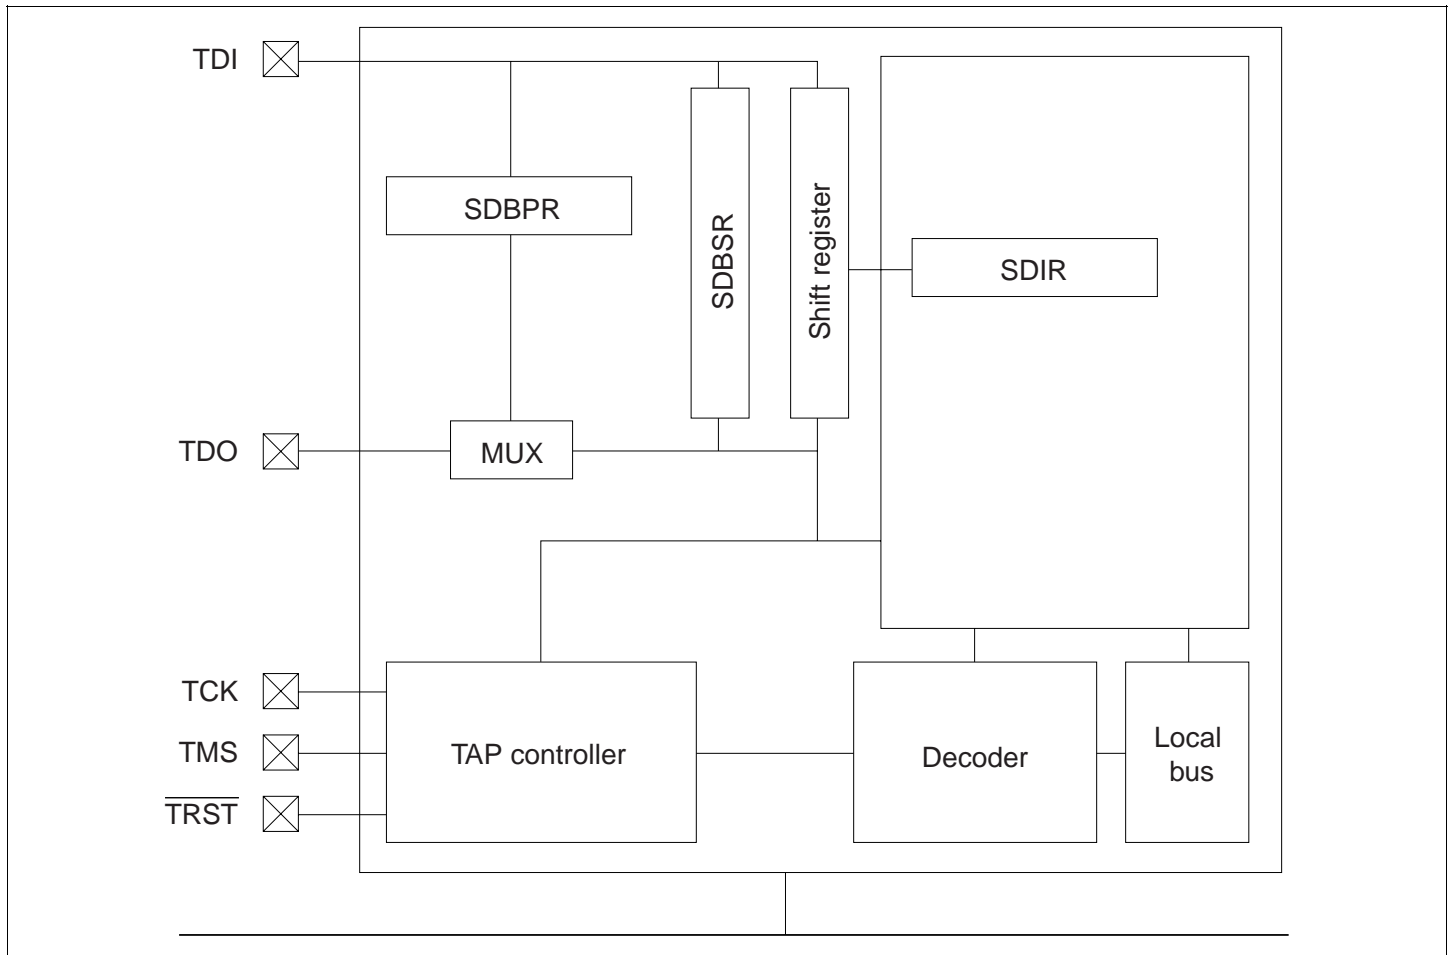 TDI
SDBPR
SDBSR
Shift register
SDIR
TDO
MUX
TCK
TMS
TRST
TAP controller
Decoder
Local
bus